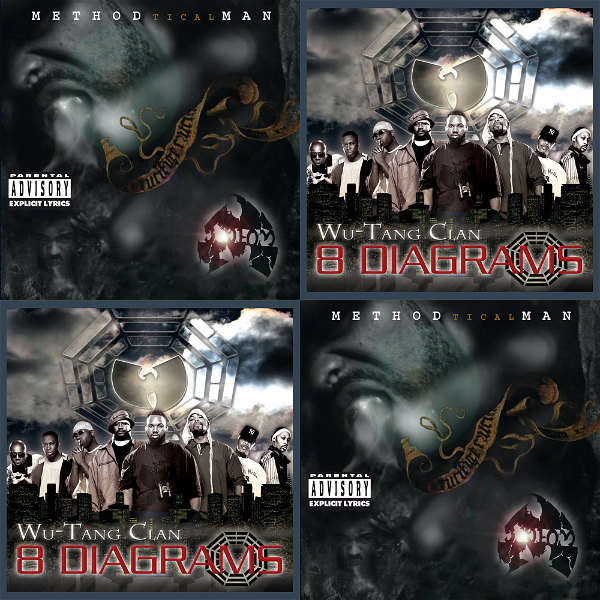 METHODTICALMAN
PARENTAL
ADVISORY
EXPLICIT LYRICS
WU-TANG CLAN
8 DIAGRAMS
WU-TANG CLAN
8 DIAGRAMS
METHODTICALMAN
PARENTAL
ADVISORY
EXPLICIT LYRICS